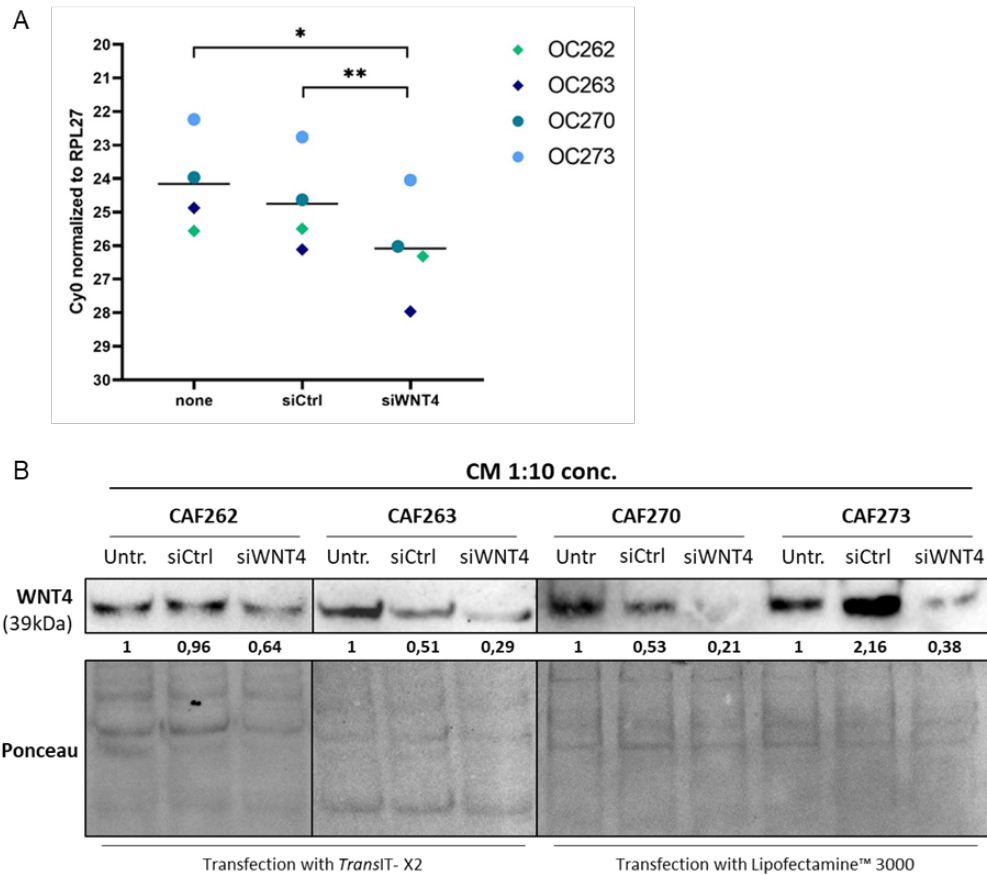 A
Cy0 normalized to RPL27
20
21
22
23
24
25
26
27
28
29
30
*
**
none siCtrl siWNT4
OC262
OC263
OC270
OC273
B
CM 1:10 conc.
CAF262 CAF263 CAF270 CAF273
Untr. siCtrl siWNT4 Untr. siCtrl siWNT4 Untr siCtrl siWNT4 Untr. siCtrl siWNT4
WNT4
(39kDa)
1 0,96 0,64 1 0,51 0,29 1 0,53 0,21 1 2,16 0,38
Ponceau
Transfection with TransIT- X2 Transfection with Lipofectamine™ 3000